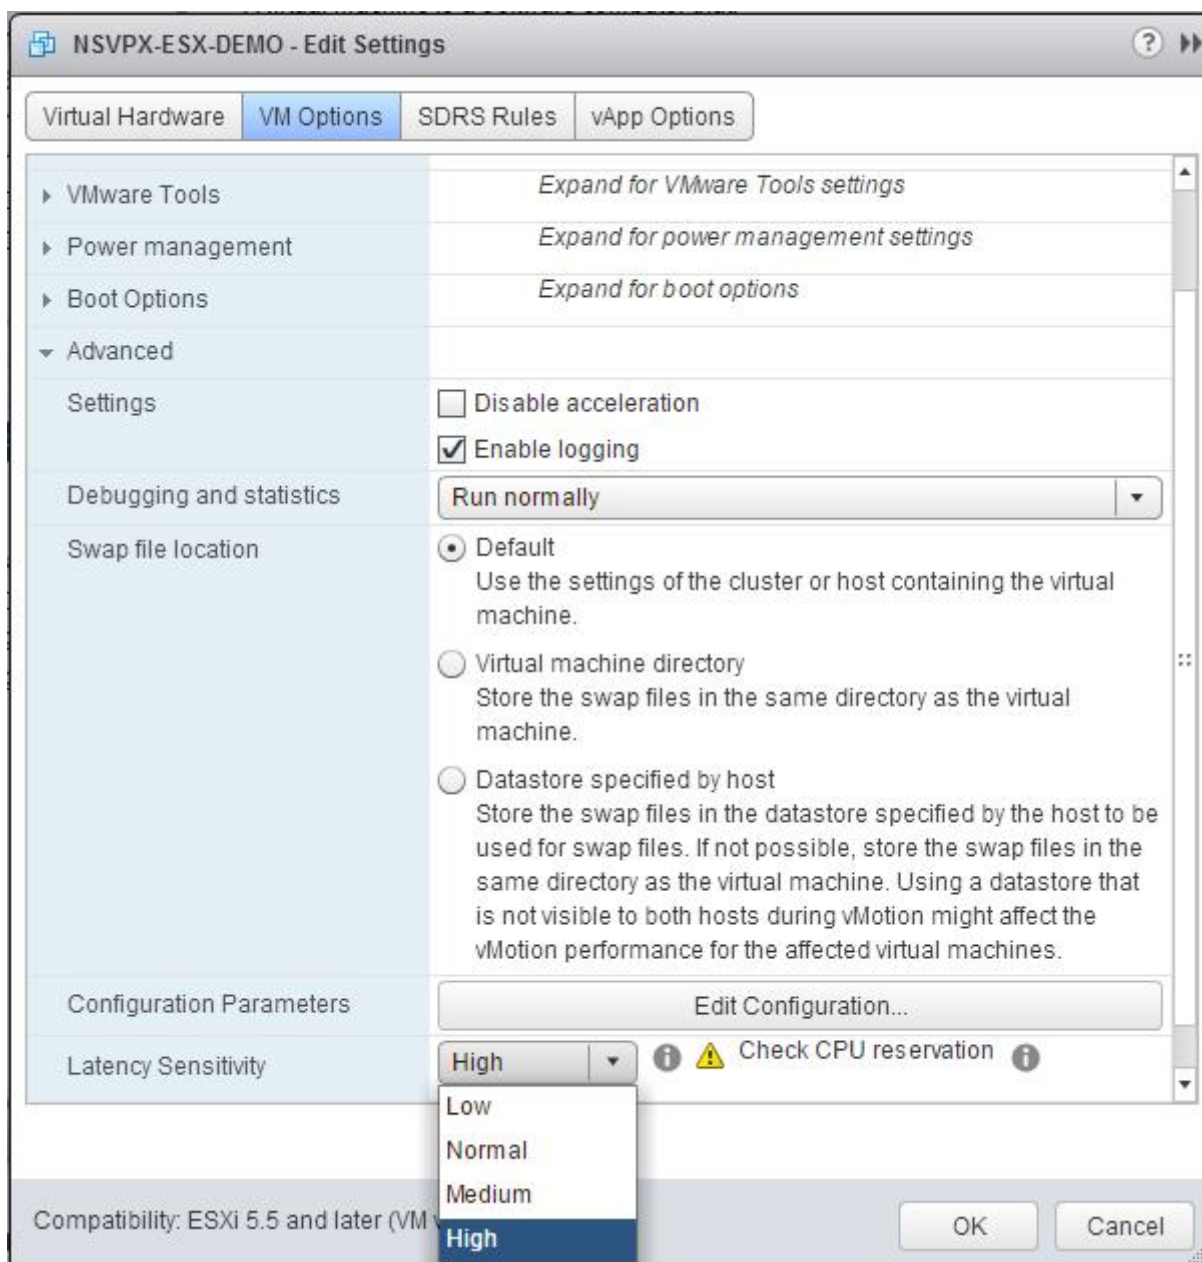 NSVPX-ESX-DEMO - Edit Settings
Virtual Hardware VM Options SDRS Rules vApp Options
VMware Tools Expand for VMware Tools settings
Power management Expand for power management settings
Boot Options Expand for boot options
Advanced
Settings Disable acceleration
Enable logging
Debugging and statistics Run normally
Swap file location Default
Use the settings of the cluster or host containing the virtual
machine.
Virtual machine directory
Store the swap files in the same directory as the virtual
machine.
Datastore specified by host
Store the swap files in the datastore specified by the host to be
used for swap files. If not possible, store the swap files in the
same directory as the virtual machine. Using a datastore that
is not visible to both hosts during vMotion might affect the
vMotion performance for the affected virtual machines.
Configuration Parameters Edit Configuration...
Latency Sensitivity High Check CPU reservation
Low
Normal
Medium
High
Compatibility: ESXi 5.5 and later (VM OK Cancel